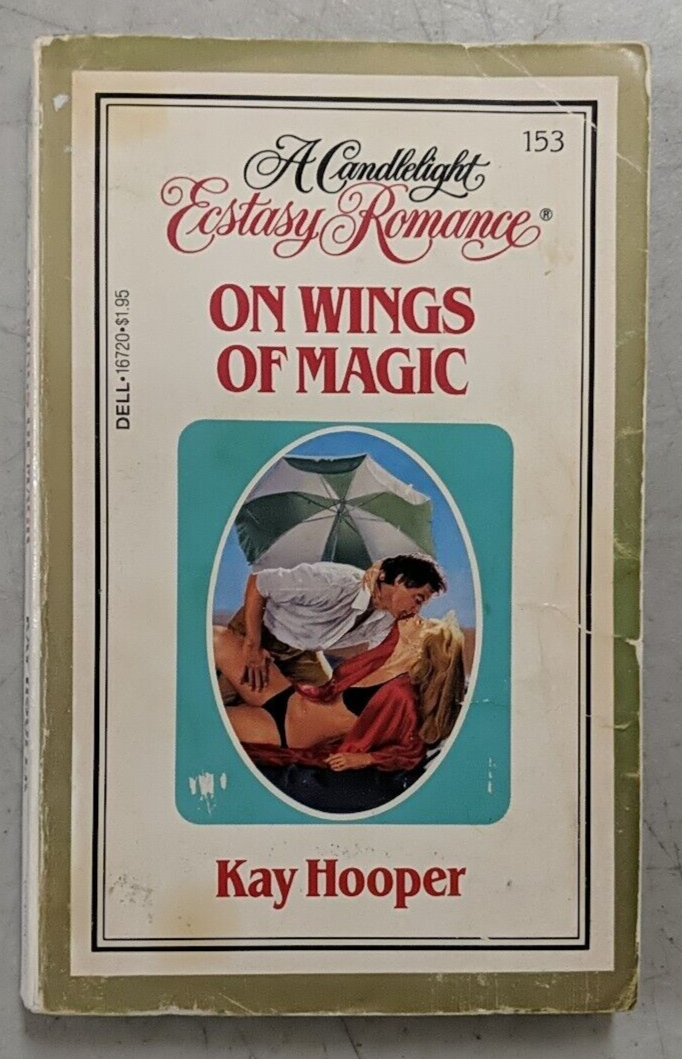 153
A Candlelight
Ecstasy Romance®
ON WINGS
OF MAGIC
DELL•16720•$1.95
Kay Hooper